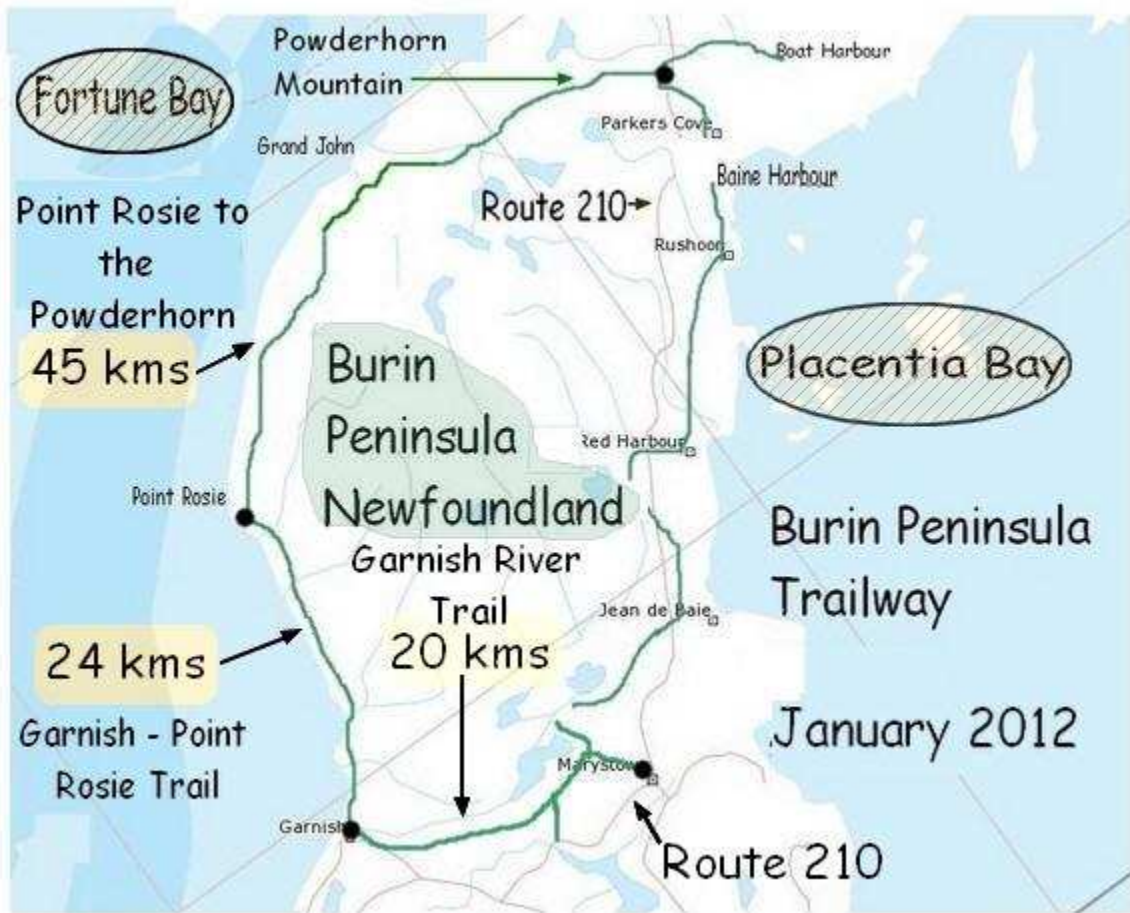 Powderhorn
Mountain
Boat Harbour
Fortune Bay
Parkers Cove
Grand John
Baine Harbour
Point Rosie to
the
Powderhorn
45 kms
Route 210
Rushoon
Placentia Bay
Burin
Peninsula
Newfoundland
Red Harbour
Point Rosie
Burin Peninsula
Trailway
Garnish River
Trail
20 kms
Jean de Baie
24 kms
Garnish - Point
Rosie Trail
January 2012
Marystown
Garnish
Route 210